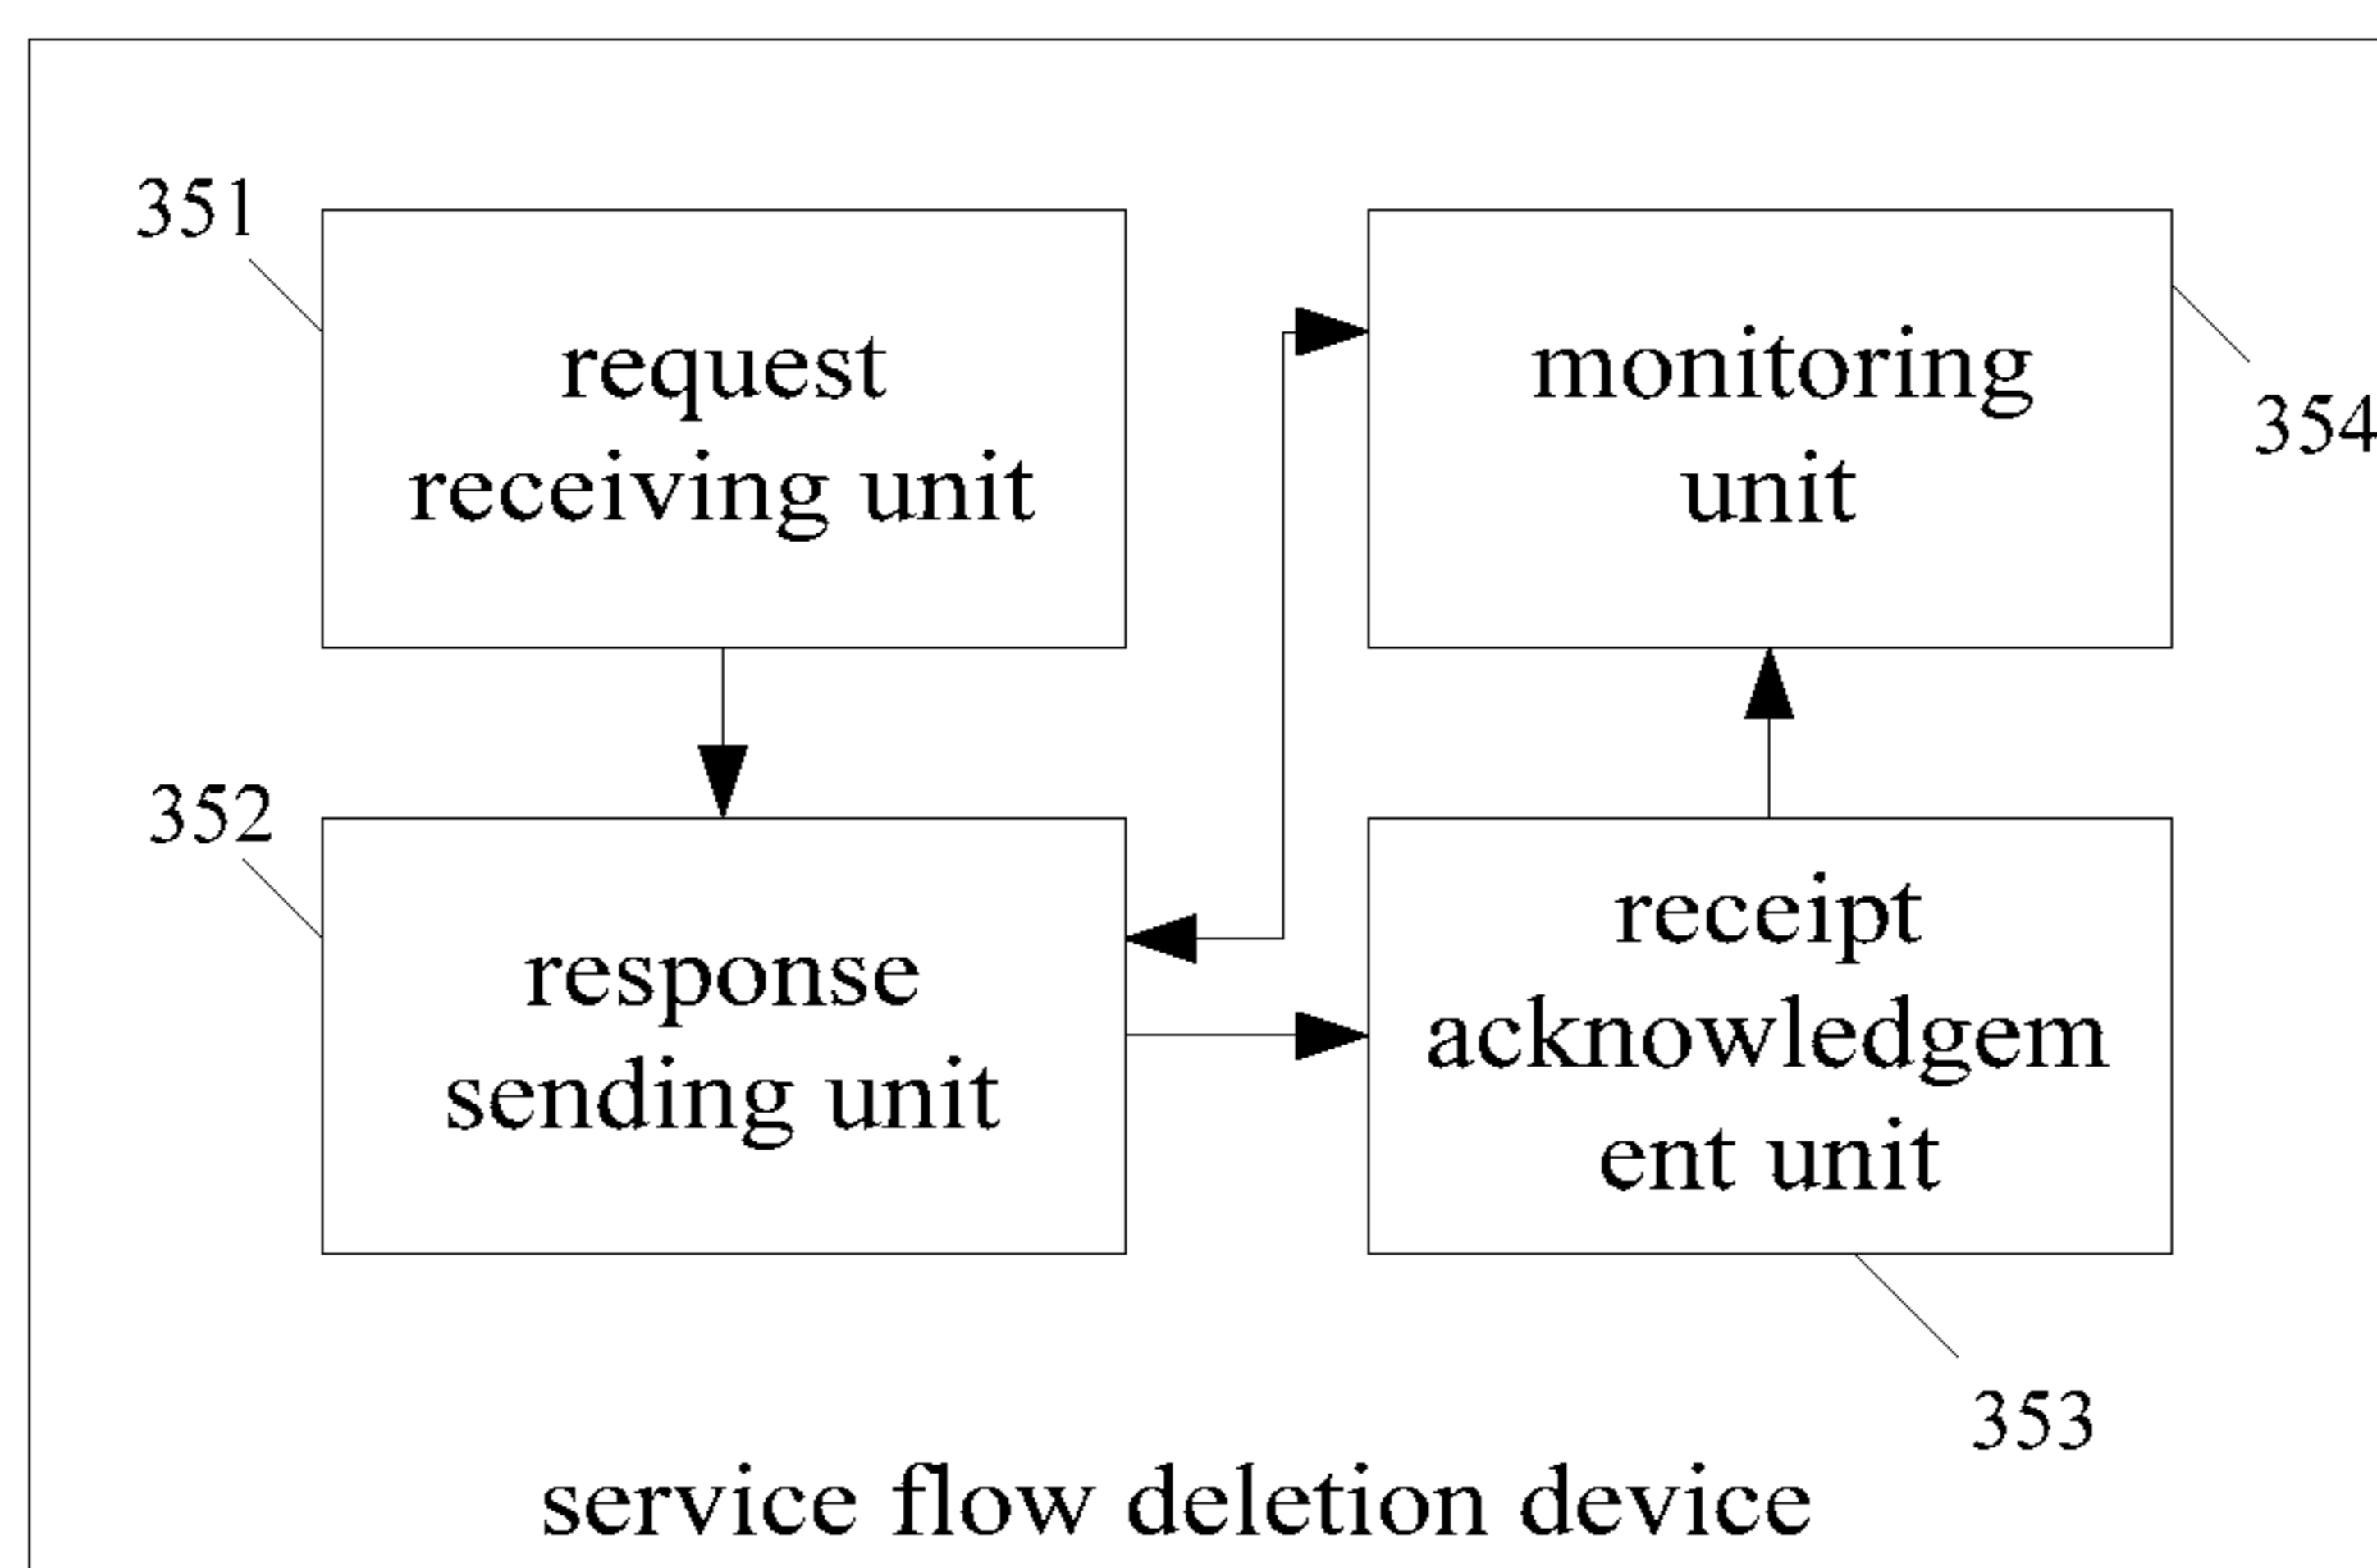 351
request
receiving unit
monitoring
unit
354
352
response
sending unit
receipt
acknowledgem
ent unit
353
service flow deletion device